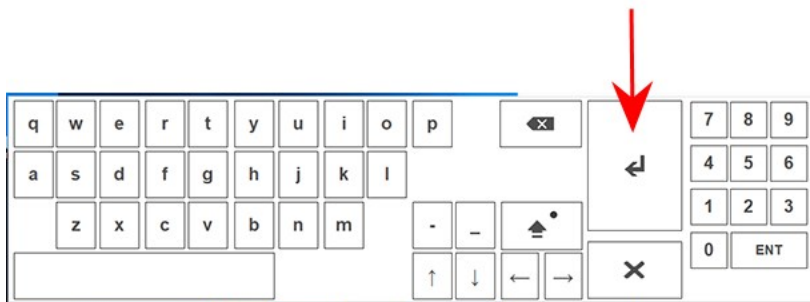 q w e r t y u i o p 7 8 9
a s d f g h j k l 4 5 6
z x c v b n m - _ 1 2 3
↑ ↓ ← → 0 ENT